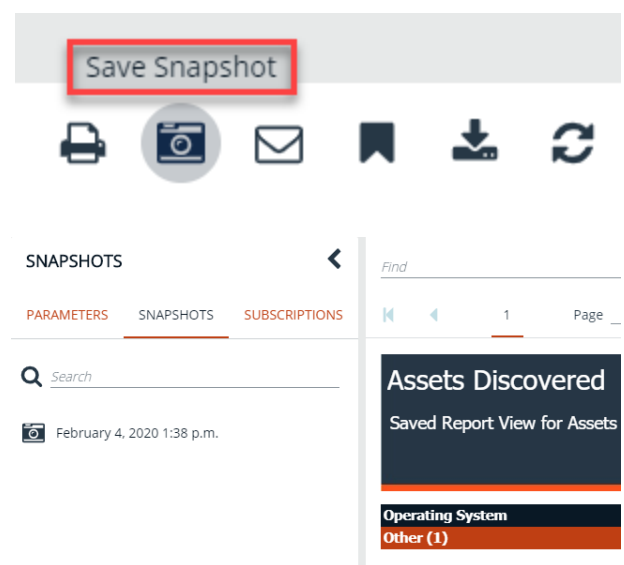 Save Snapshot
SNAPSHOTS
PARAMETERS SNAPSHOTS SUBSCRIPTIONS
Search
February 4, 2020 1:38 p.m.
Find
1 Page
Assets Discovered
Saved Report View for Assets
Operating System
Other (1)